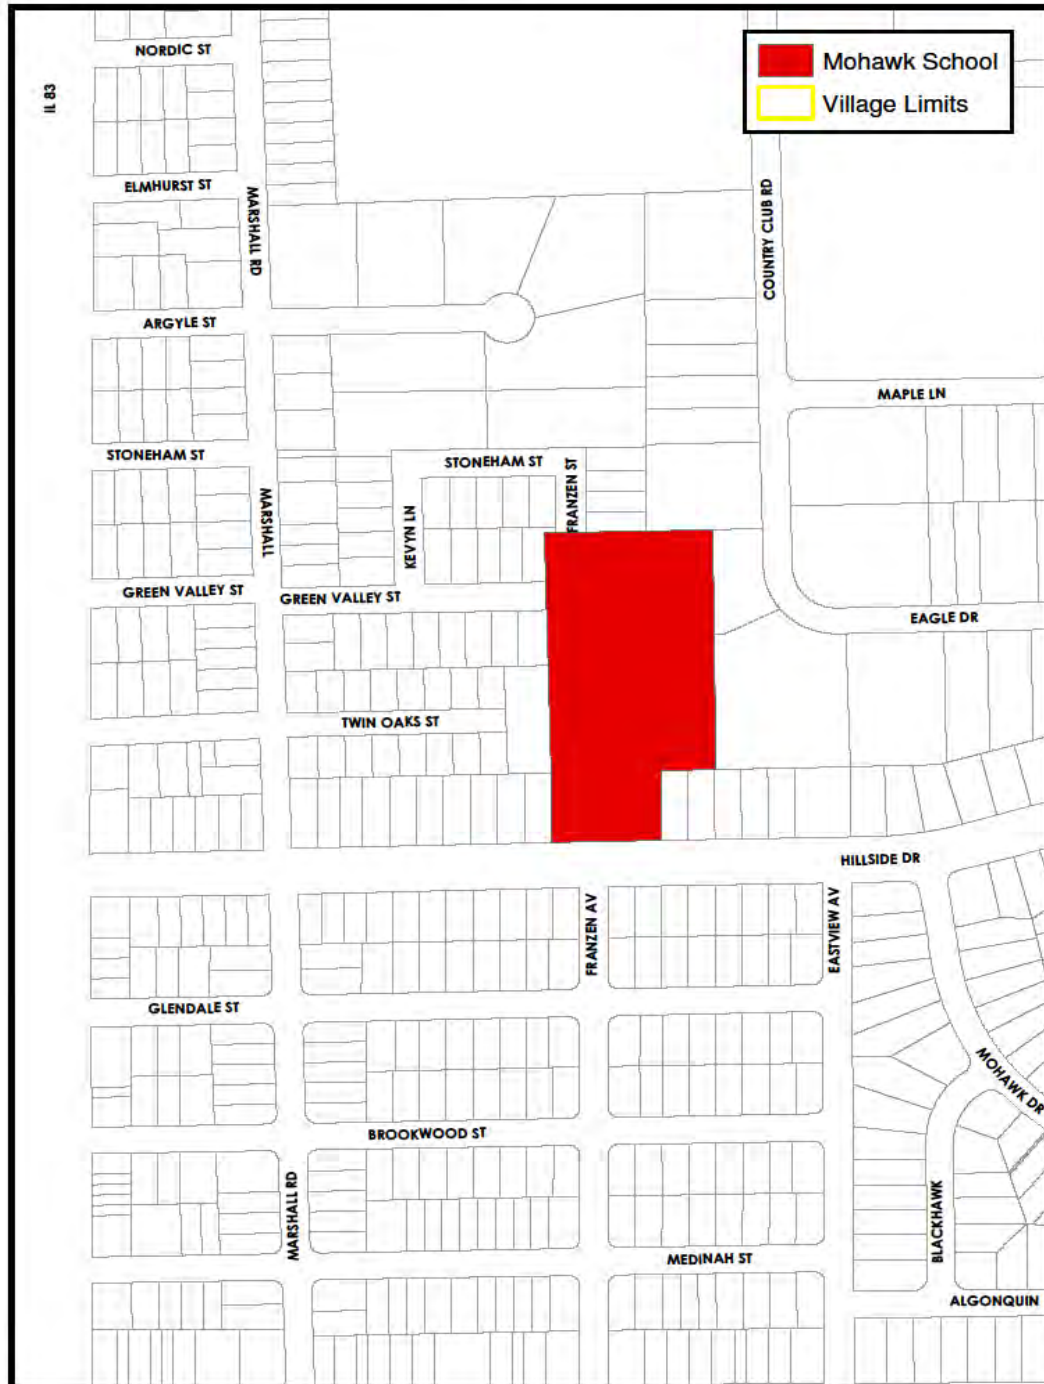 NORDIC ST
Mohawk School
Village Limits
IL 83
ELMHURST ST
MARSHALL RD
COUNTRY CLUB RD
ARGYLE ST
MAPLE LN
STONEHAM ST
STONEHAM ST
FRANZEN ST
MARSHALL
KEVYN LN
GREEN VALLEY ST
GREEN VALLEY ST
EAGLE DR
TWIN OAKS ST
HILLSIDE DR
FRANZEN AV
EASTVIEW AV
GLENDALE ST
MOHAWK DR
BROOKWOOD ST
MARSHALL RD
BLACKHAWK
MEDINAH ST
ALGONQUIN